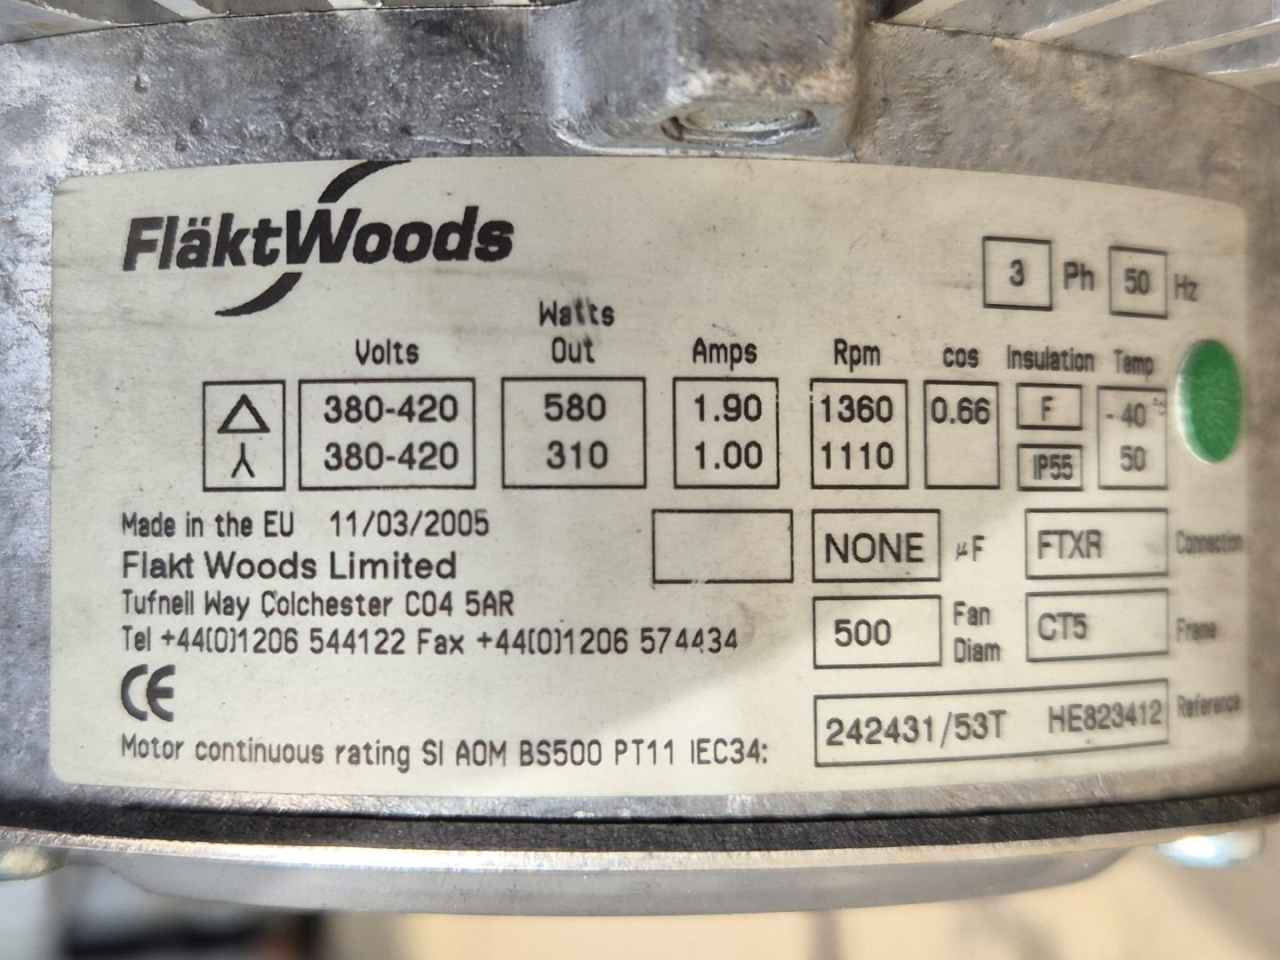 FläktWoods
3 Ph 50 Hz
Watts
Volts Out Amps Rpm cos Insulation Temp
△ 380-420 580 1.90 1360 0.66 F -40 °C
⅄ 380-420 310 1.00 1110 IP55 50
Made in the EU 11/03/2005
NONE µF FTXR Connection
Flakt Woods Limited
Tufnell Way Colchester CO4 5AR
500 Fan Diam CT5 Frame
Tel +44(0)1206 544122 Fax +44(0)1206 574434
CE
242431/53T HE823412 Reference
Motor continuous rating SI AOM BS500 PT11 IEC34: